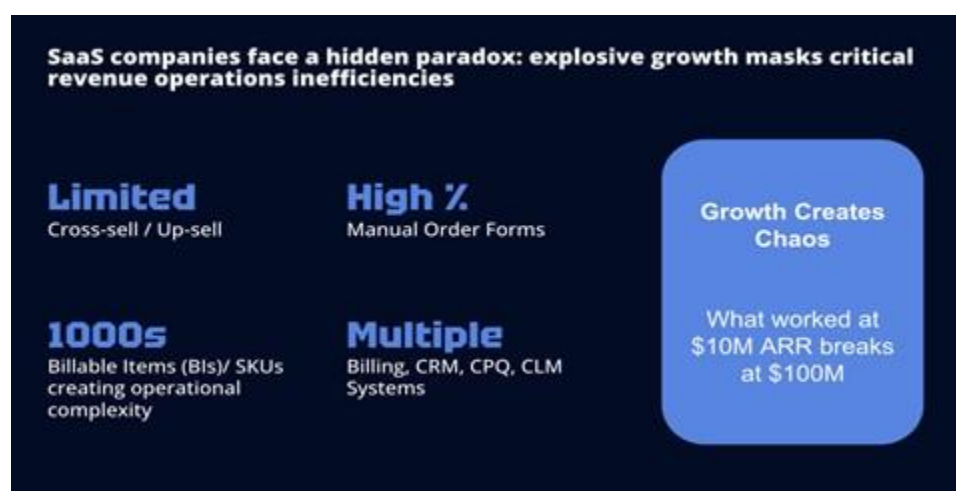 SaaS companies face a hidden paradox: explosive growth masks critical
revenue operations inefficiencies
Limited
Cross-sell / Up-sell
High %
Manual Order Forms
1000s
Billable Items (BIs)/ SKUs
creating operational
complexity
Multiple
Billing, CRM, CPQ, CLM
Systems
Growth Creates
Chaos
What worked at
$10M ARR breaks
at $100M